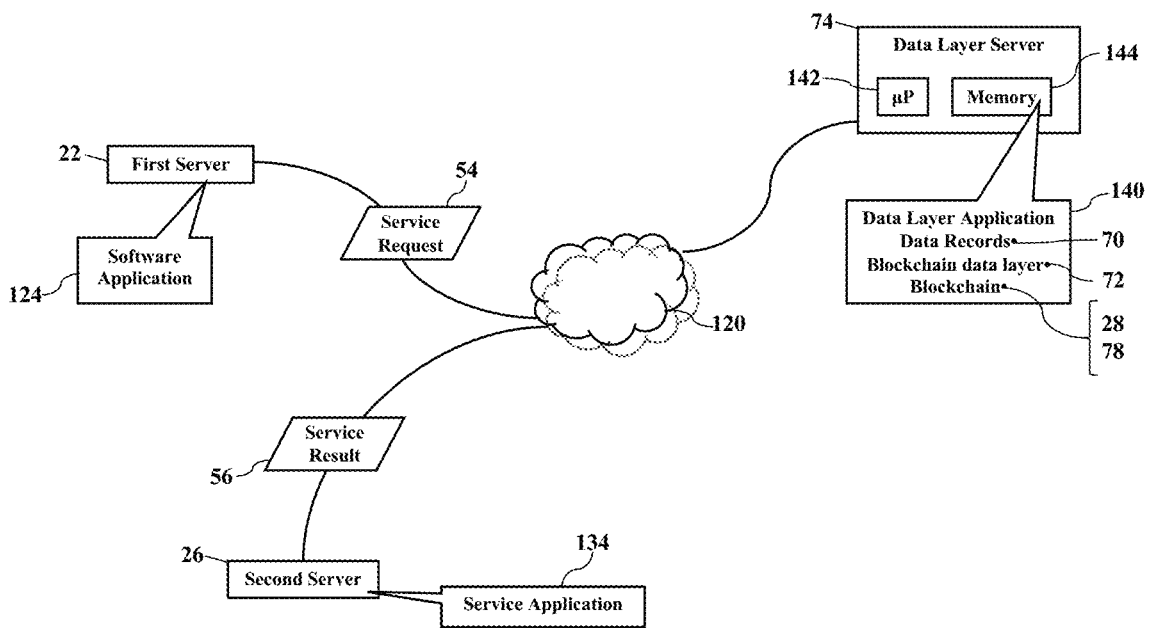 74
Data Layer Server
144
142
µP
Memory
22
First Server
54
Service
Request
140
Data Layer Application
Data Records
70
Blockchain data layer
72
Blockchain
28
78
Software
Application
124
120
Service
Result
56
26
Second Server
134
Service Application